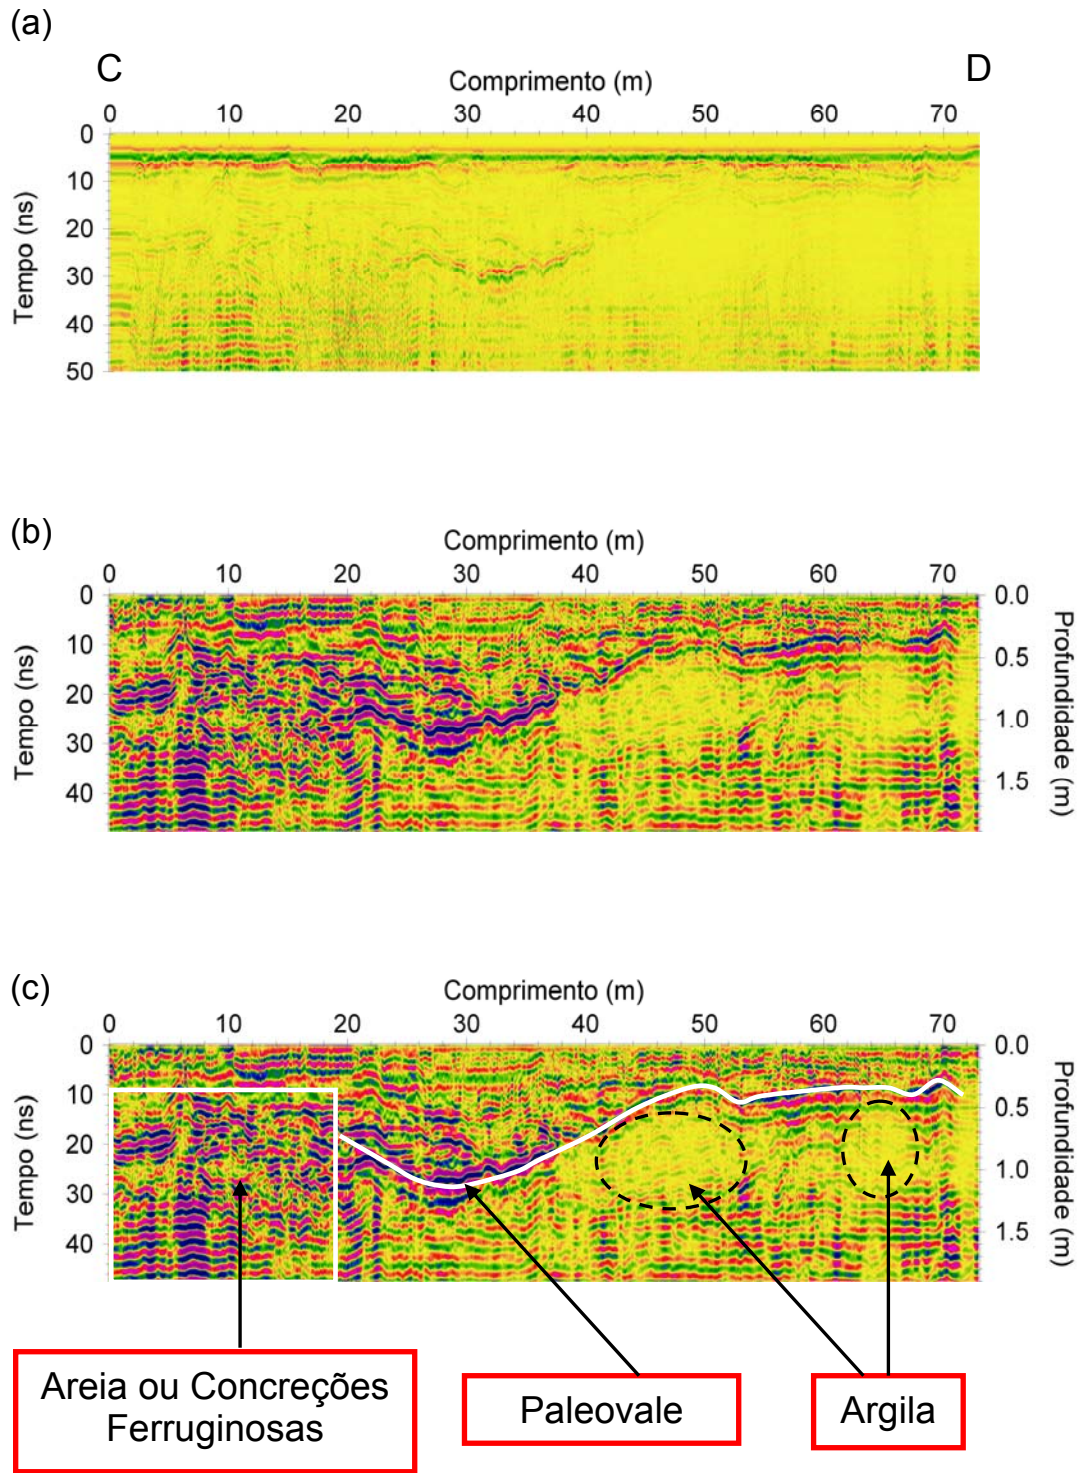 (a)
C
D
Comprimento (m)
0 10 20 30 40 50 60 70
Tempo (ns)
0
10
20
30
40
50
(b)
Comprimento (m)
0 10 20 30 40 50 60 70
Tempo (ns)
0
10
20
30
40
0.0
0.5
1.0
1.5
Profundidade (m)
(c)
Comprimento (m)
0 10 20 30 40 50 60 70
Tempo (ns)
0
10
20
30
40
0.0
0.5
1.0
1.5
Profundidade (m)
Areia ou Concreções
Ferruginosas
Paleovale
Argila